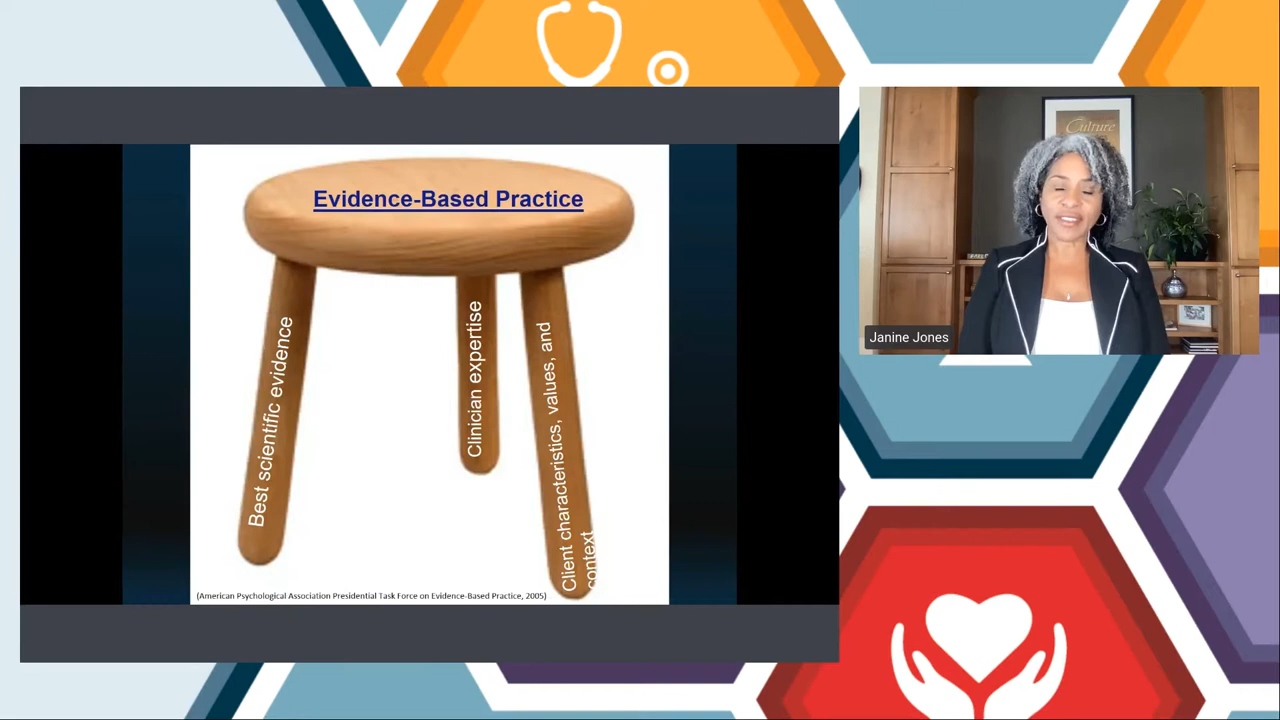 Evidence-Based Practice
Best scientific evidence
Clinician expertise
Client characteristics, values, and
context
(American Psychological Association Presidential Task Force on Evidence-Based Practice, 2005)
Culture
Janine Jones